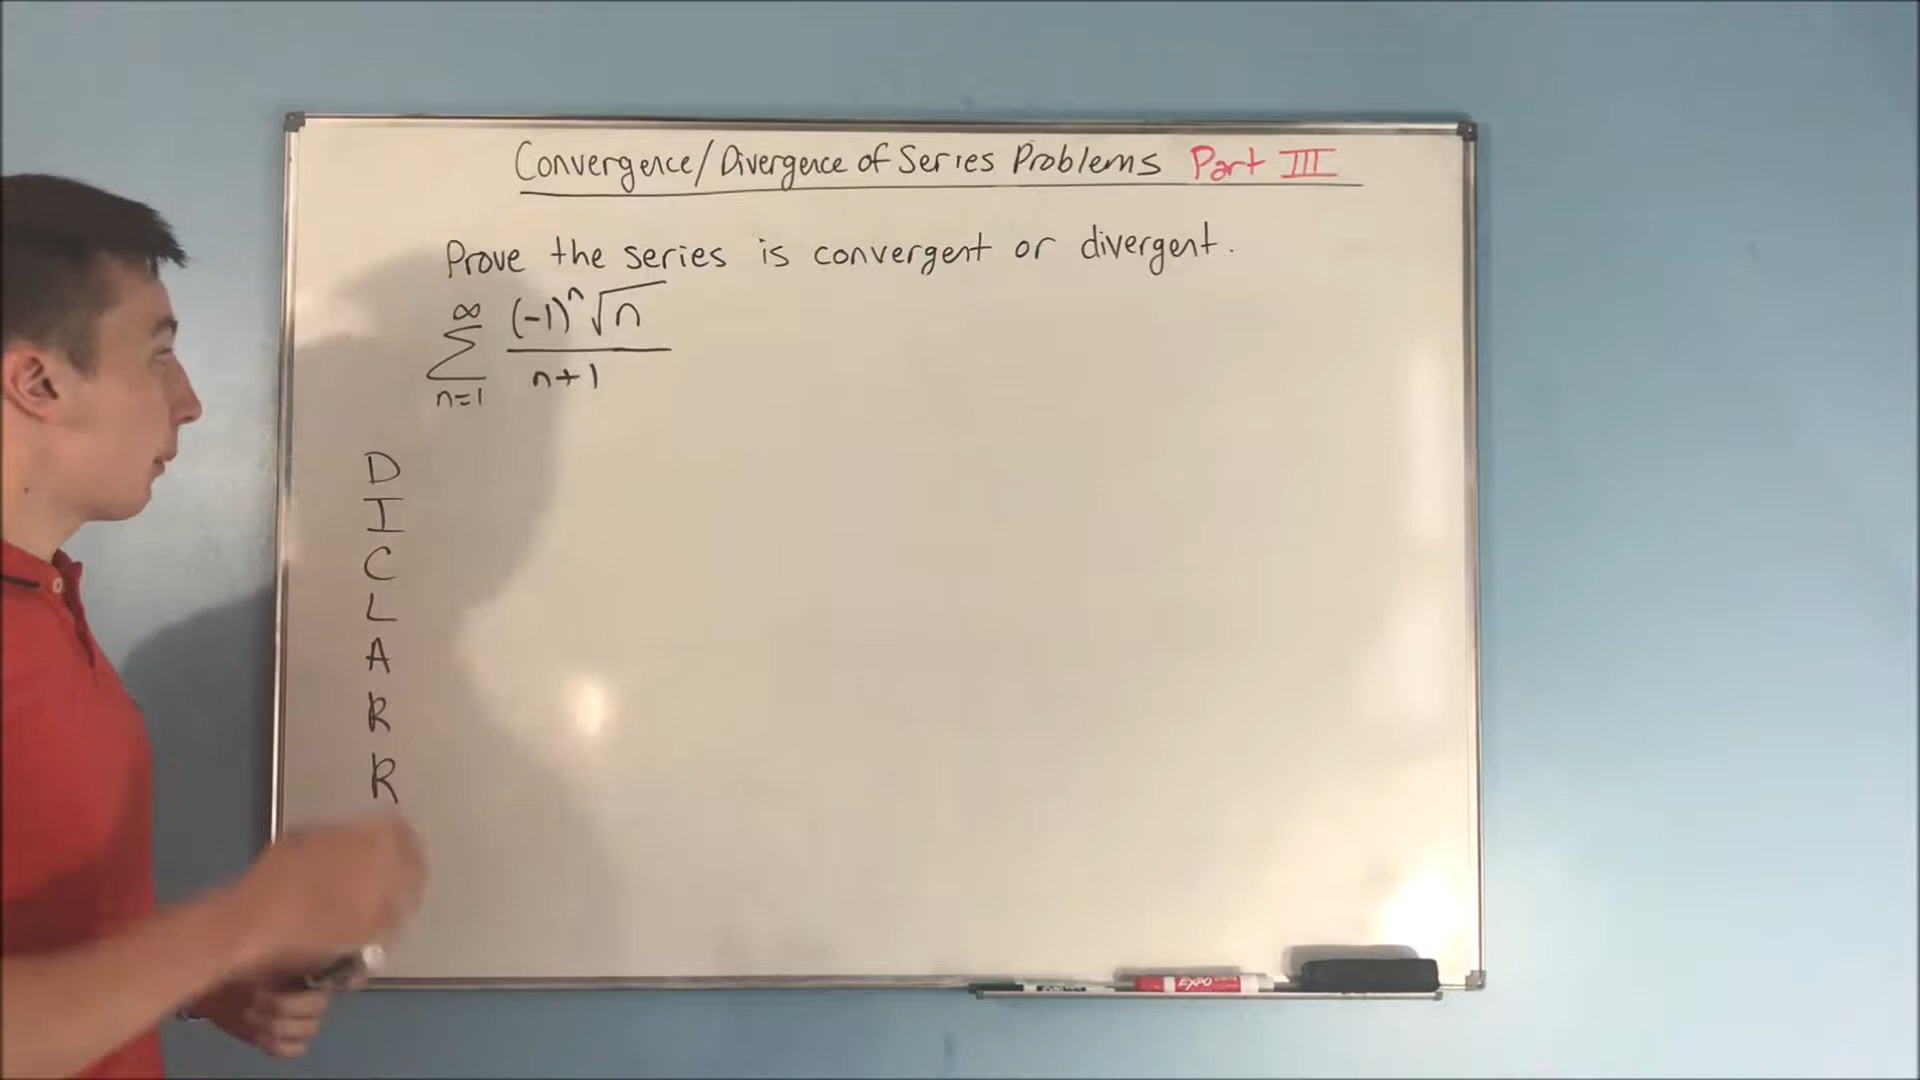 Convergence/Divergence of Series Problems Part III
Prove the series is convergent or divergent.
∞
(-1)ⁿ√n
∑
n+1
n=1
D
I
C
L
A
R
R
EXPO